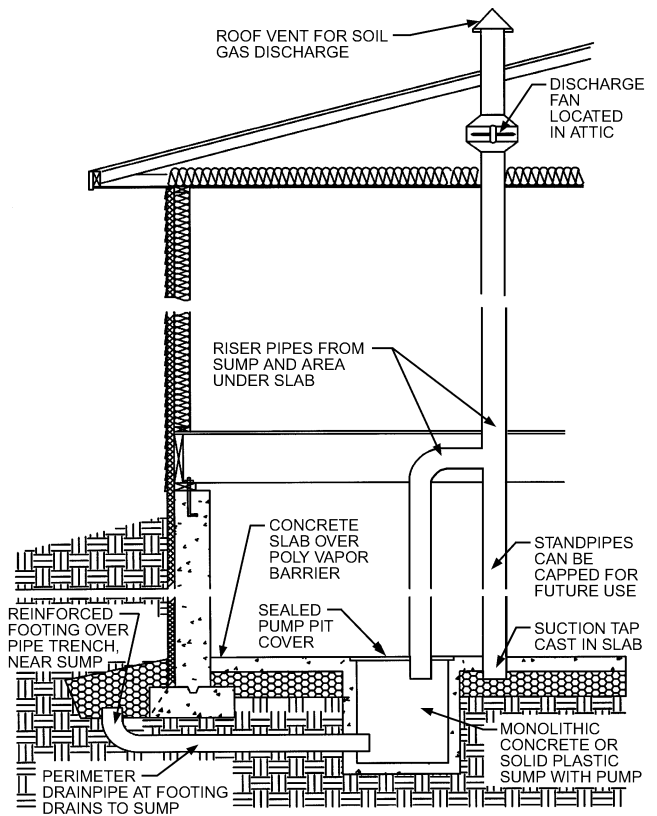 ROOF VENT FOR SOIL
GAS DISCHARGE
DISCHARGE
FAN
LOCATED
IN ATTIC
RISER PIPES FROM
SUMP AND AREA
UNDER SLAB
CONCRETE
SLAB OVER
POLY VAPOR
BARRIER
STANDPIPES
CAN BE
CAPPED FOR
FUTURE USE
REINFORCED
FOOTING OVER
PIPE TRENCH,
NEAR SUMP
SEALED
PUMP PIT
COVER
SUCTION TAP
CAST IN SLAB
MONOLITHIC
CONCRETE OR
SOLID PLASTIC
SUMP WITH PUMP
PERIMETER
DRAINPIPE AT FOOTING
DRAINS TO SUMP